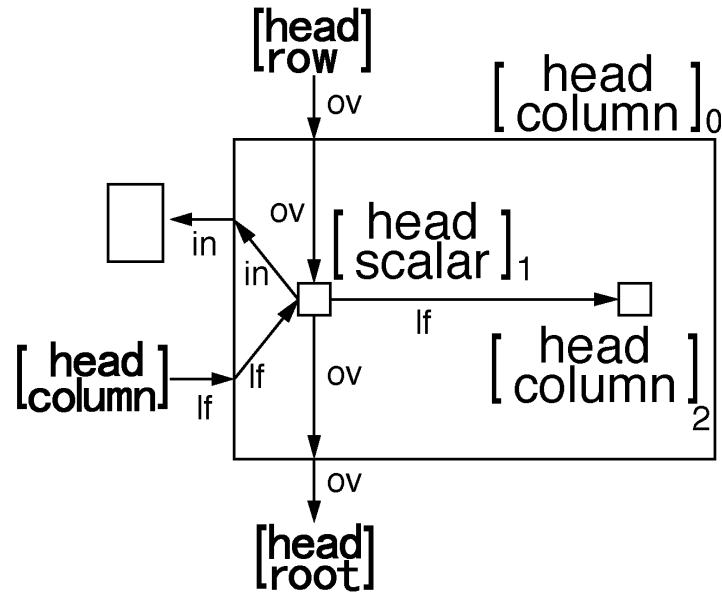 [head
row]
ov
[head
column]0
ov
[head
scalar]1
in
in
lf
[head
column]
lf
lf
ov
[head
column]2
ov
[head
root]